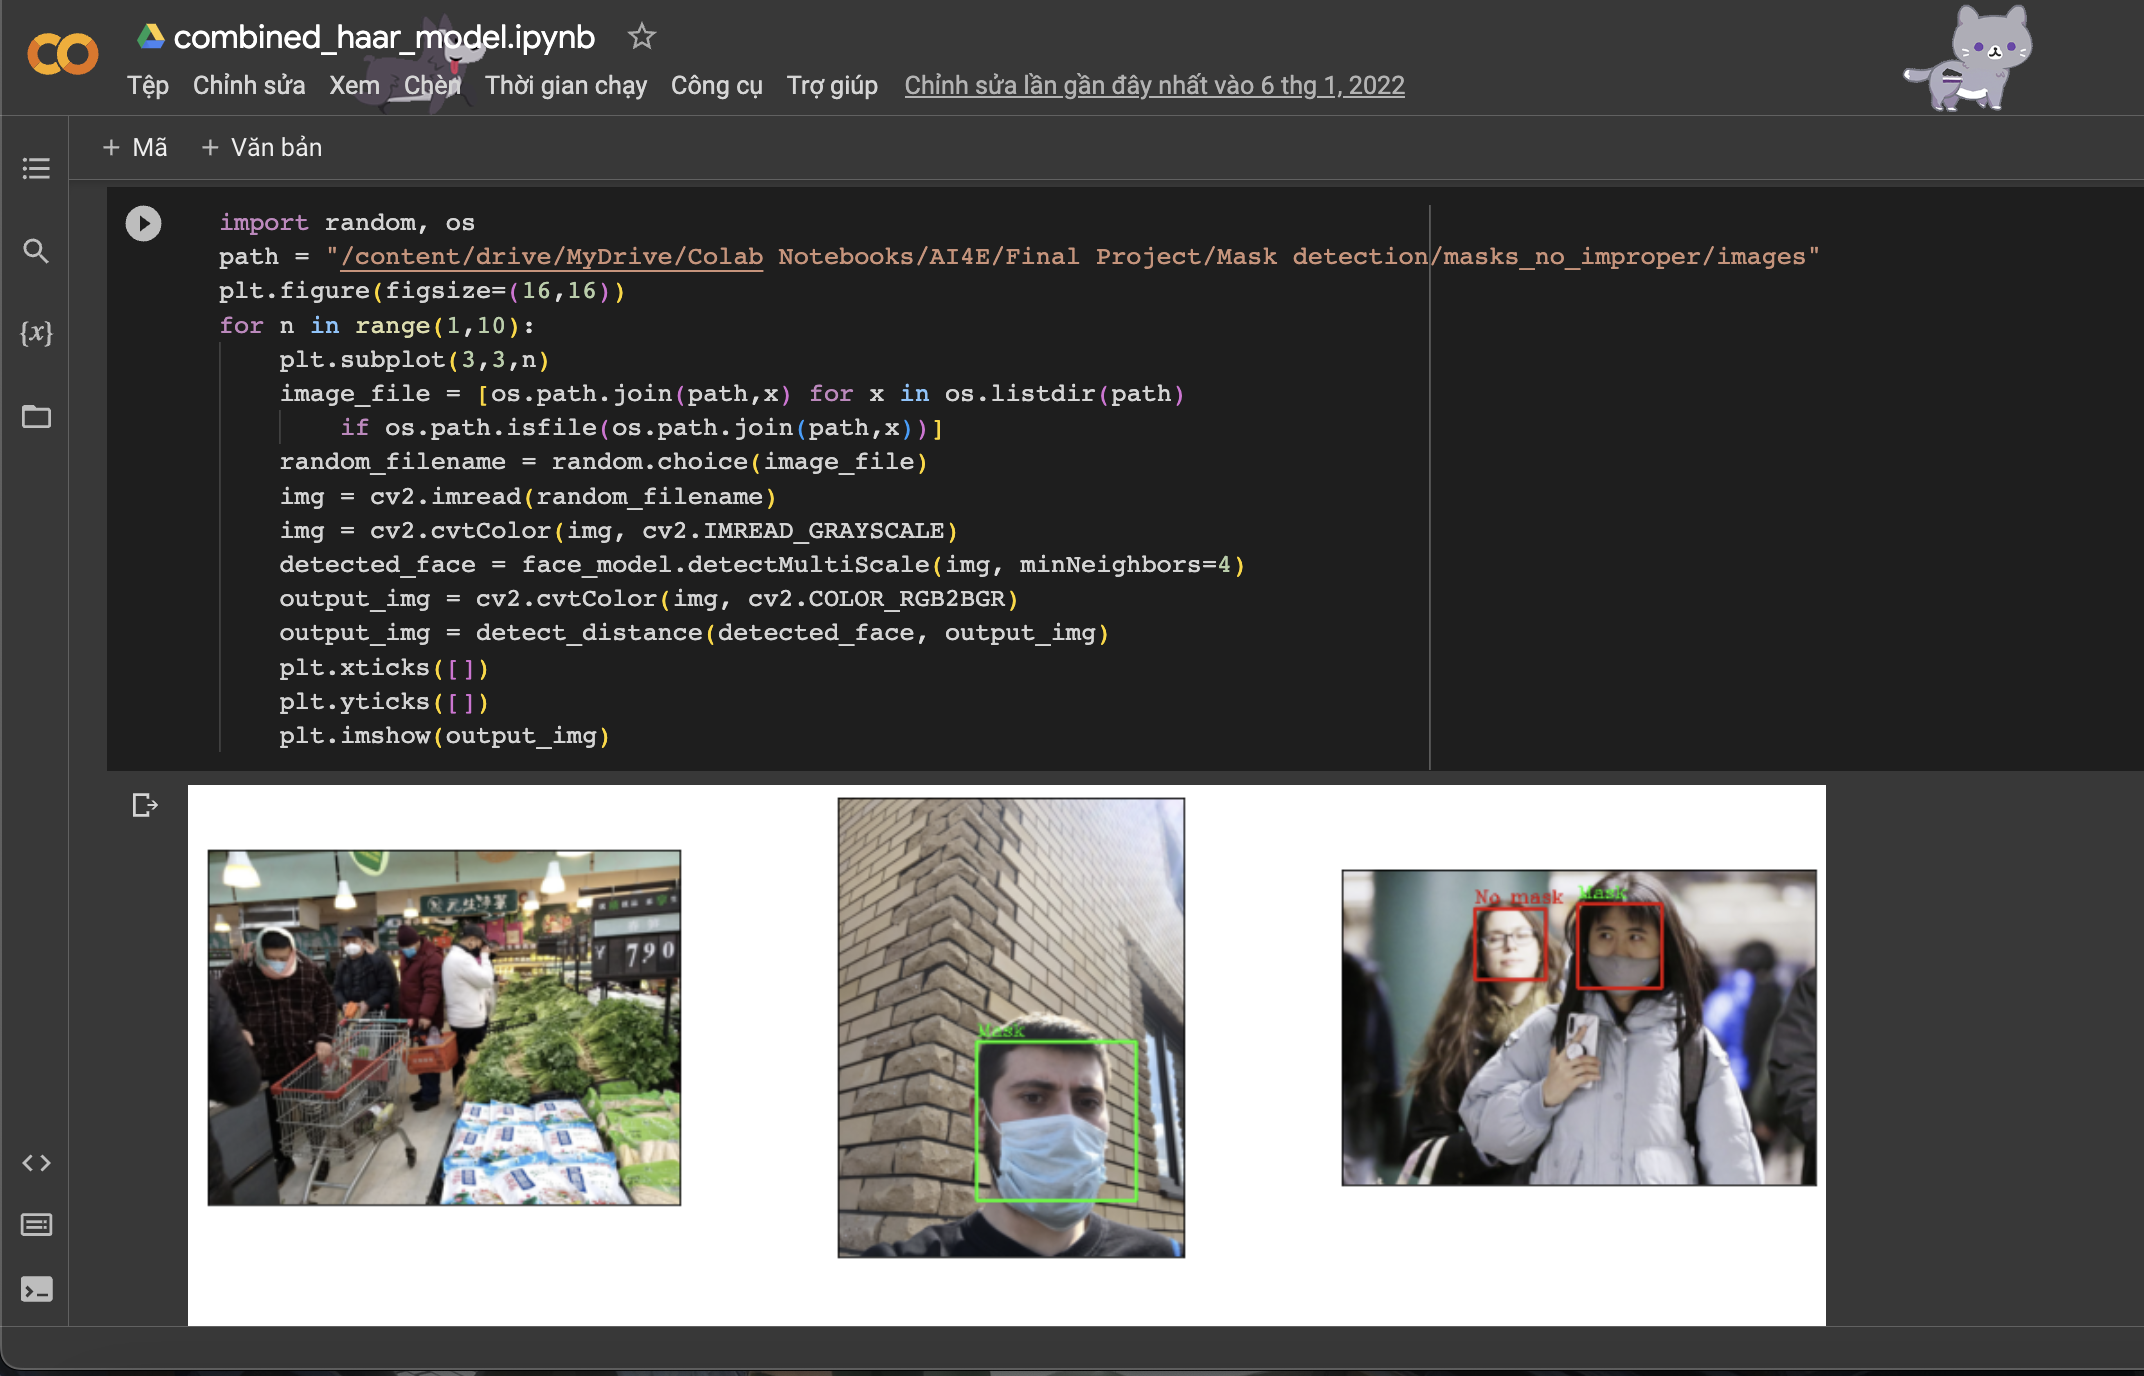 combined_haar_model.ipynb
Tệp Chỉnh sửa Xem Chèn Thời gian chạy Công cụ Trợ giúp Chỉnh sửa lần gần đây nhất vào 6 thg 1, 2022
+ Mã + Văn bản
import random, os
path = "/content/drive/MyDrive/Colab Notebooks/AI4E/Final Project/Mask detection/masks_no_improper/images"
plt.figure(figsize=(16,16))
for n in range(1,10):
    plt.subplot(3,3,n)
    image_file = [os.path.join(path,x) for x in os.listdir(path)
        if os.path.isfile(os.path.join(path,x))]
    random_filename = random.choice(image_file)
    img = cv2.imread(random_filename)
    img = cv2.cvtColor(img, cv2.IMREAD_GRAYSCALE)
    detected_face = face_model.detectMultiScale(img, minNeighbors=4)
    output_img = cv2.cvtColor(img, cv2.COLOR_RGB2BGR)
    output_img = detect_distance(detected_face, output_img)
    plt.xticks([])
    plt.yticks([])
    plt.imshow(output_img)
¥ 790
Mask
No mask Mask